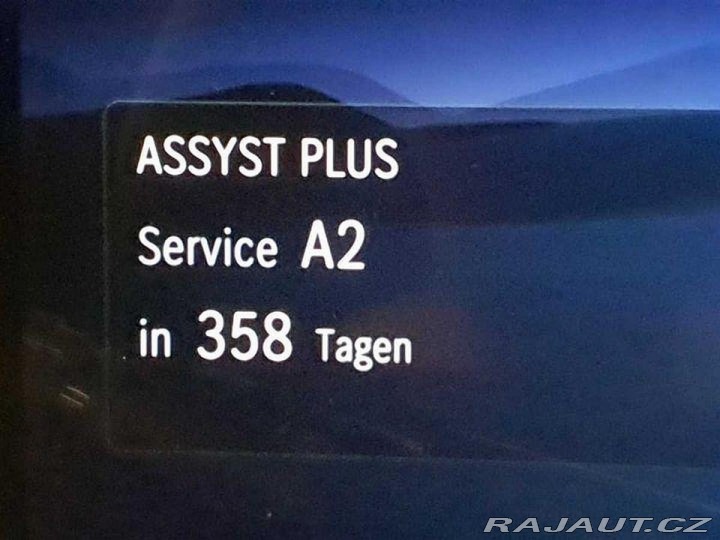 ASSYST PLUS
Service A2
in 358 Tagen
RAJAUT.CZ